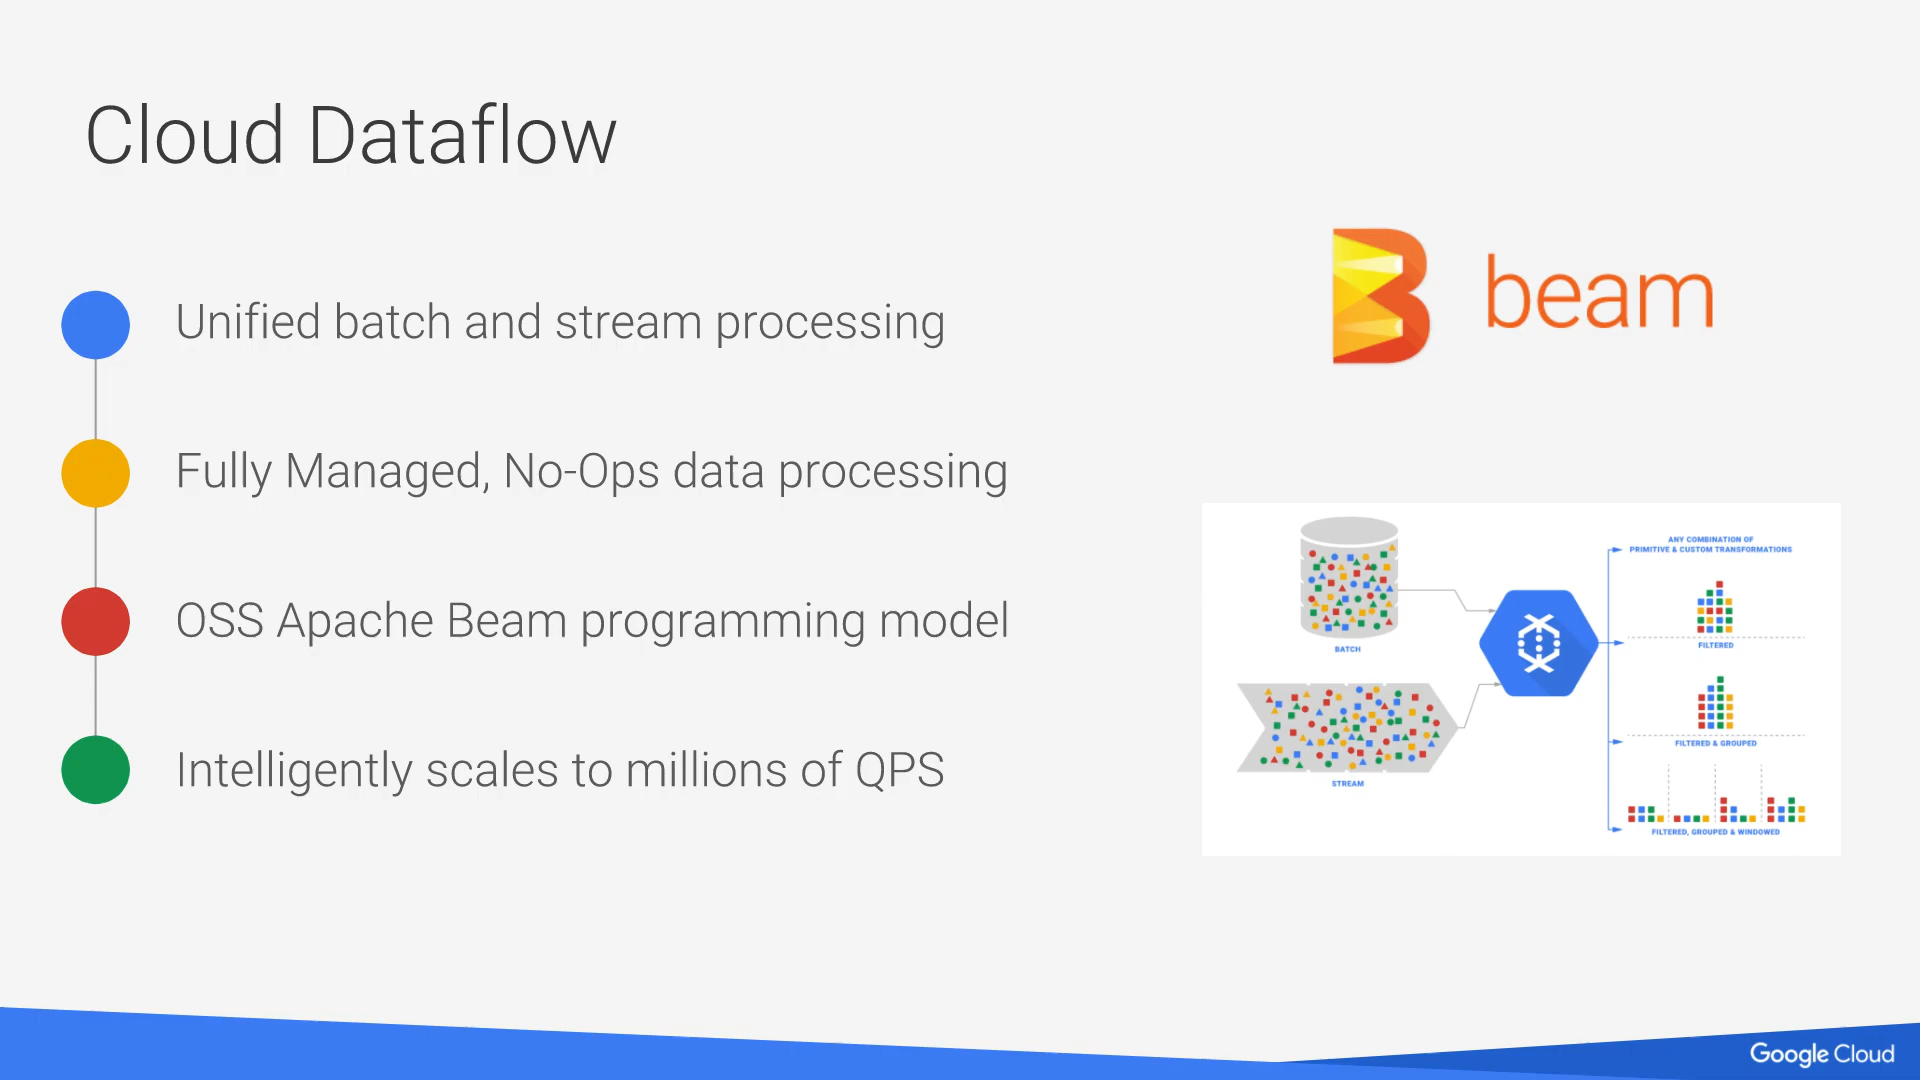 Cloud Dataflow
Unified batch and stream processing
Fully Managed, No-Ops data processing
OSS Apache Beam programming model
Intelligently scales to millions of QPS
beam
BATCH
STREAM
ANY COMBINATION OF
PRIMITIVE & CUSTOM TRANSFORMATIONS
FILTERED
FILTERED & GROUPED
FILTERED, GROUPED & WINDOWED
Google Cloud